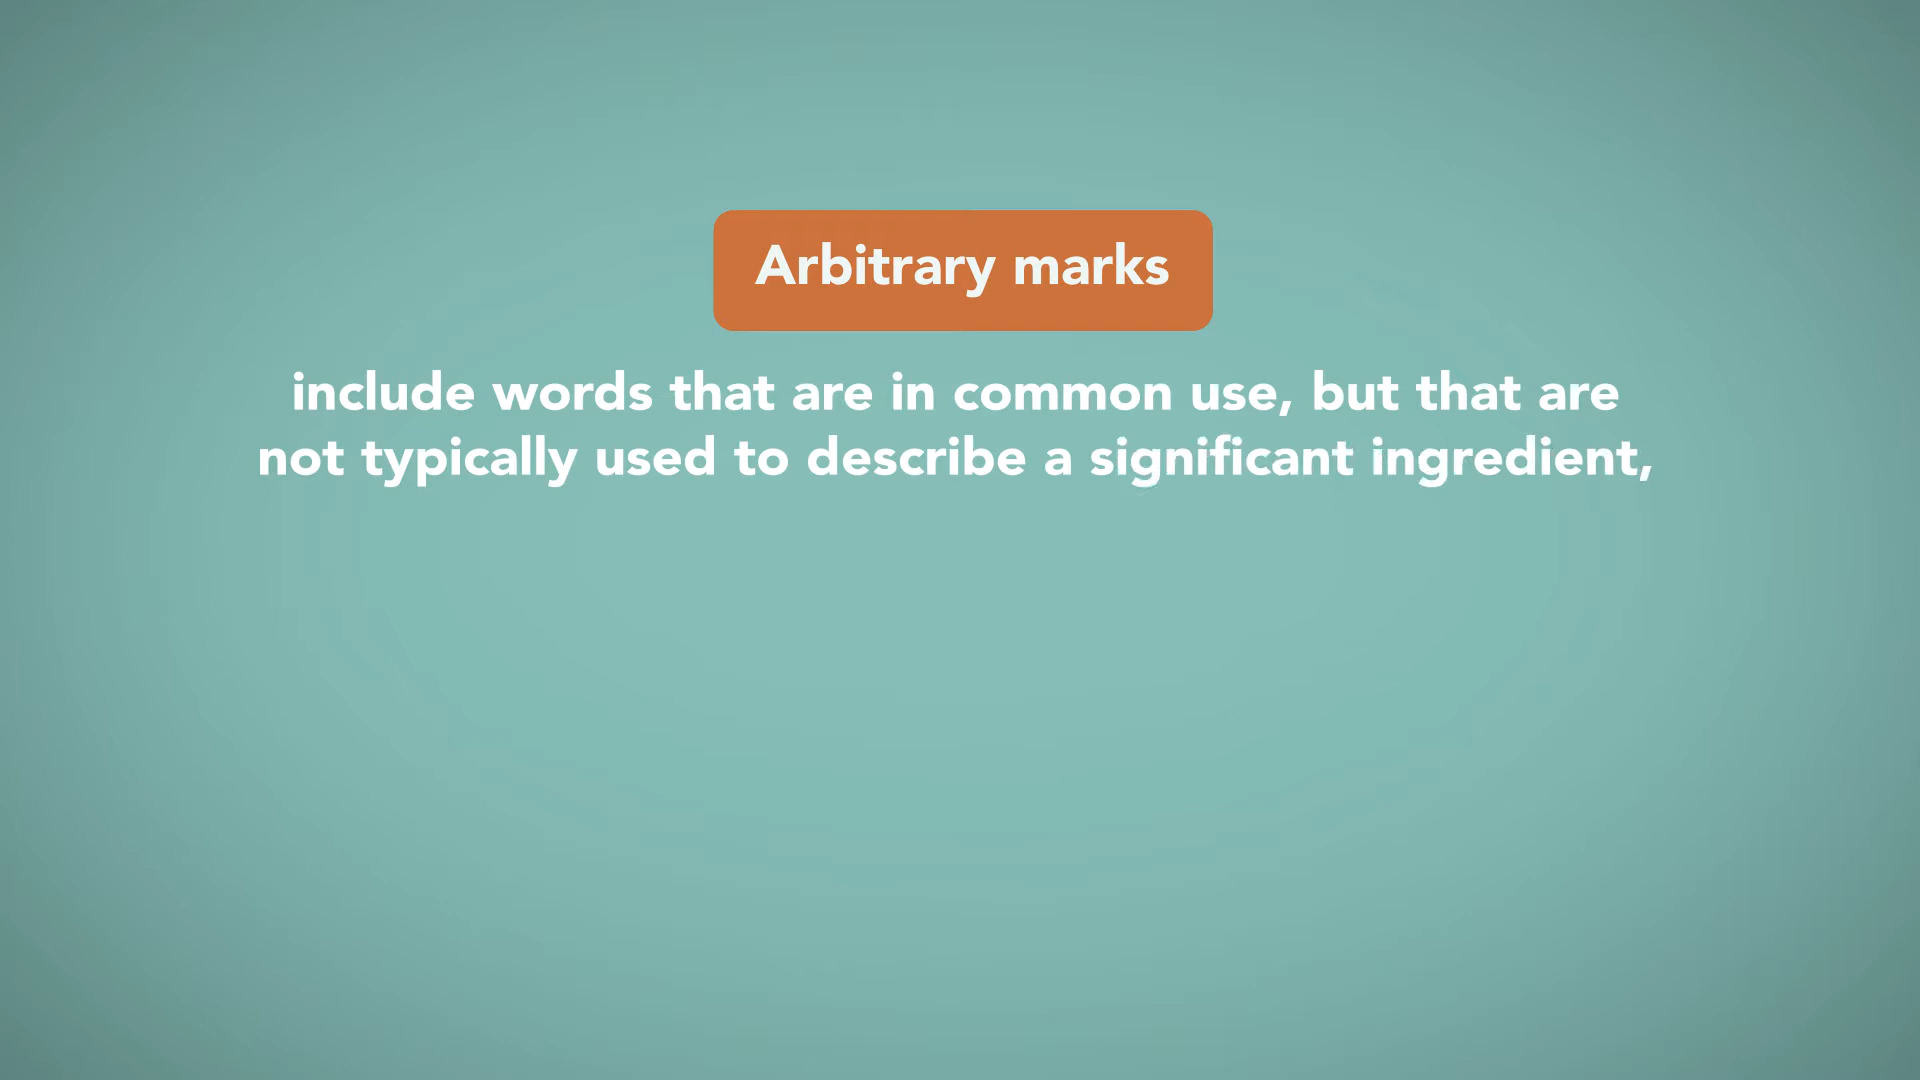 Arbitrary marks
include words that are in common use, but that are
not typically used to describe a significant ingredient,